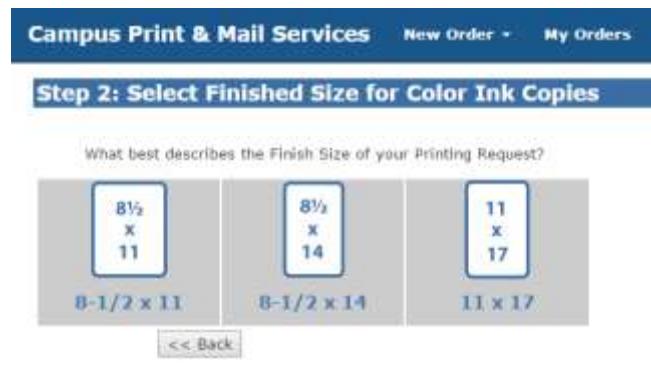 Campus Print & Mail Services New Order My Orders
Step 2: Select Finished Size for Color Ink Copies
What best describes the Finish Size of your Printing Request?
8½ x 11
8½ x 14
11 x 17
8-1/2 x 11 8-1/2 x 14 11 x 17
<< Back